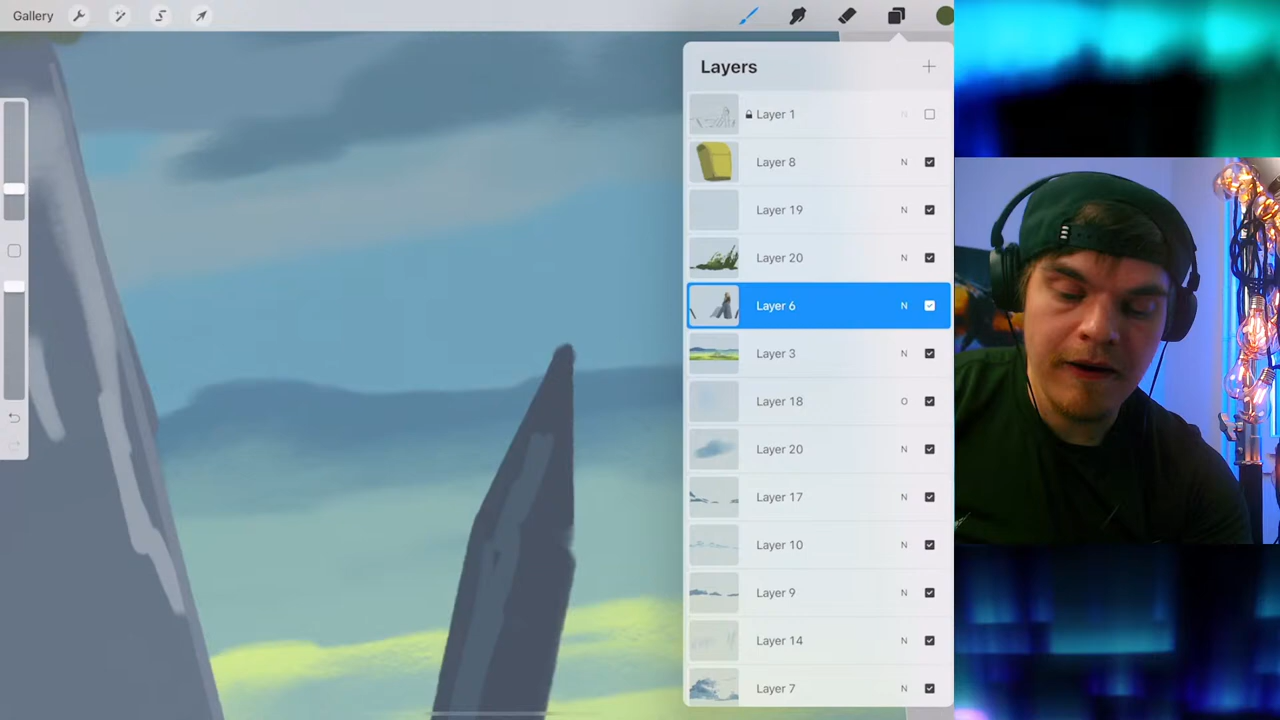 Gallery
Layers
Layer 1 N
Layer 8 N
Layer 19 N
Layer 20 N
Layer 6 N
Layer 3 N
Layer 18 O
Layer 20 N
Layer 17 N
Layer 10 N
Layer 9 N
Layer 14 N
Layer 7 N